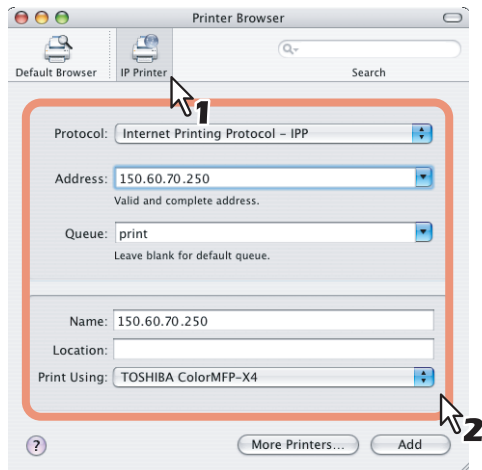 Printer Browser
Default Browser
IP Printer
Search
1
Protocol: Internet Printing Protocol – IPP
Address: 150.60.70.250
Valid and complete address.
Queue: print
Leave blank for default queue.
Name: 150.60.70.250
Location:
Print Using: TOSHIBA ColorMFP-X4
2
? More Printers... Add